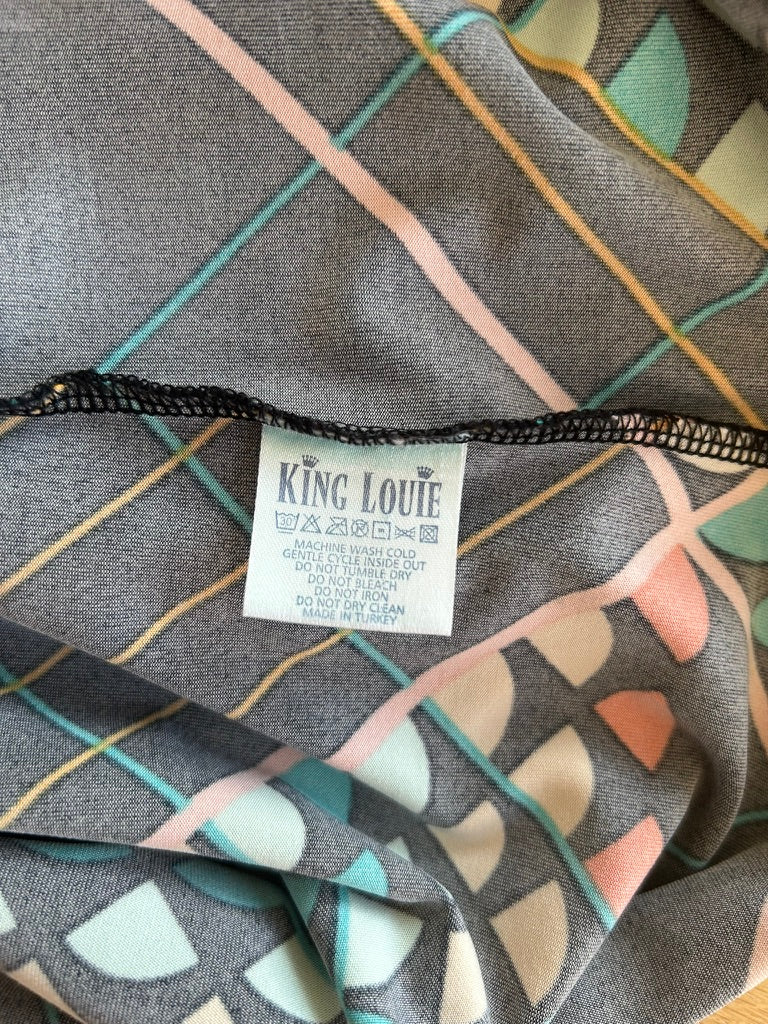 KING LOUIE
30
MACHINE WASH COLD
GENTLE CYCLE INSIDE OUT
DO NOT TUMBLE DRY
DO NOT BLEACH
DO NOT IRON
DO NOT DRY CLEAN
MADE IN TURKEY